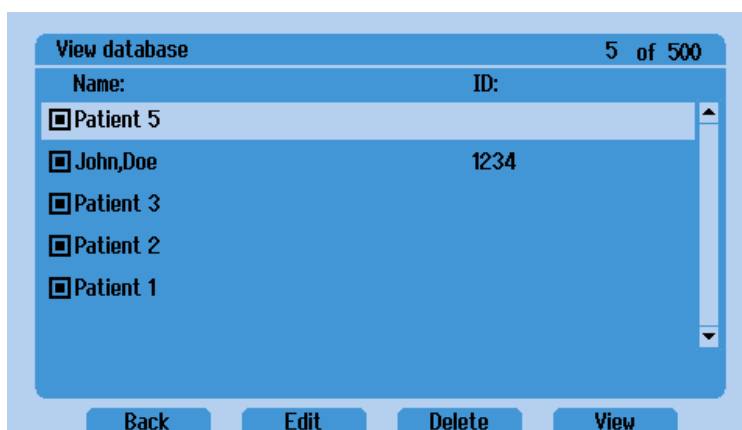 View database 5 of 500
Name: ID:
Patient 5
John,Doe 1234
Patient 3
Patient 2
Patient 1
Back Edit Delete View